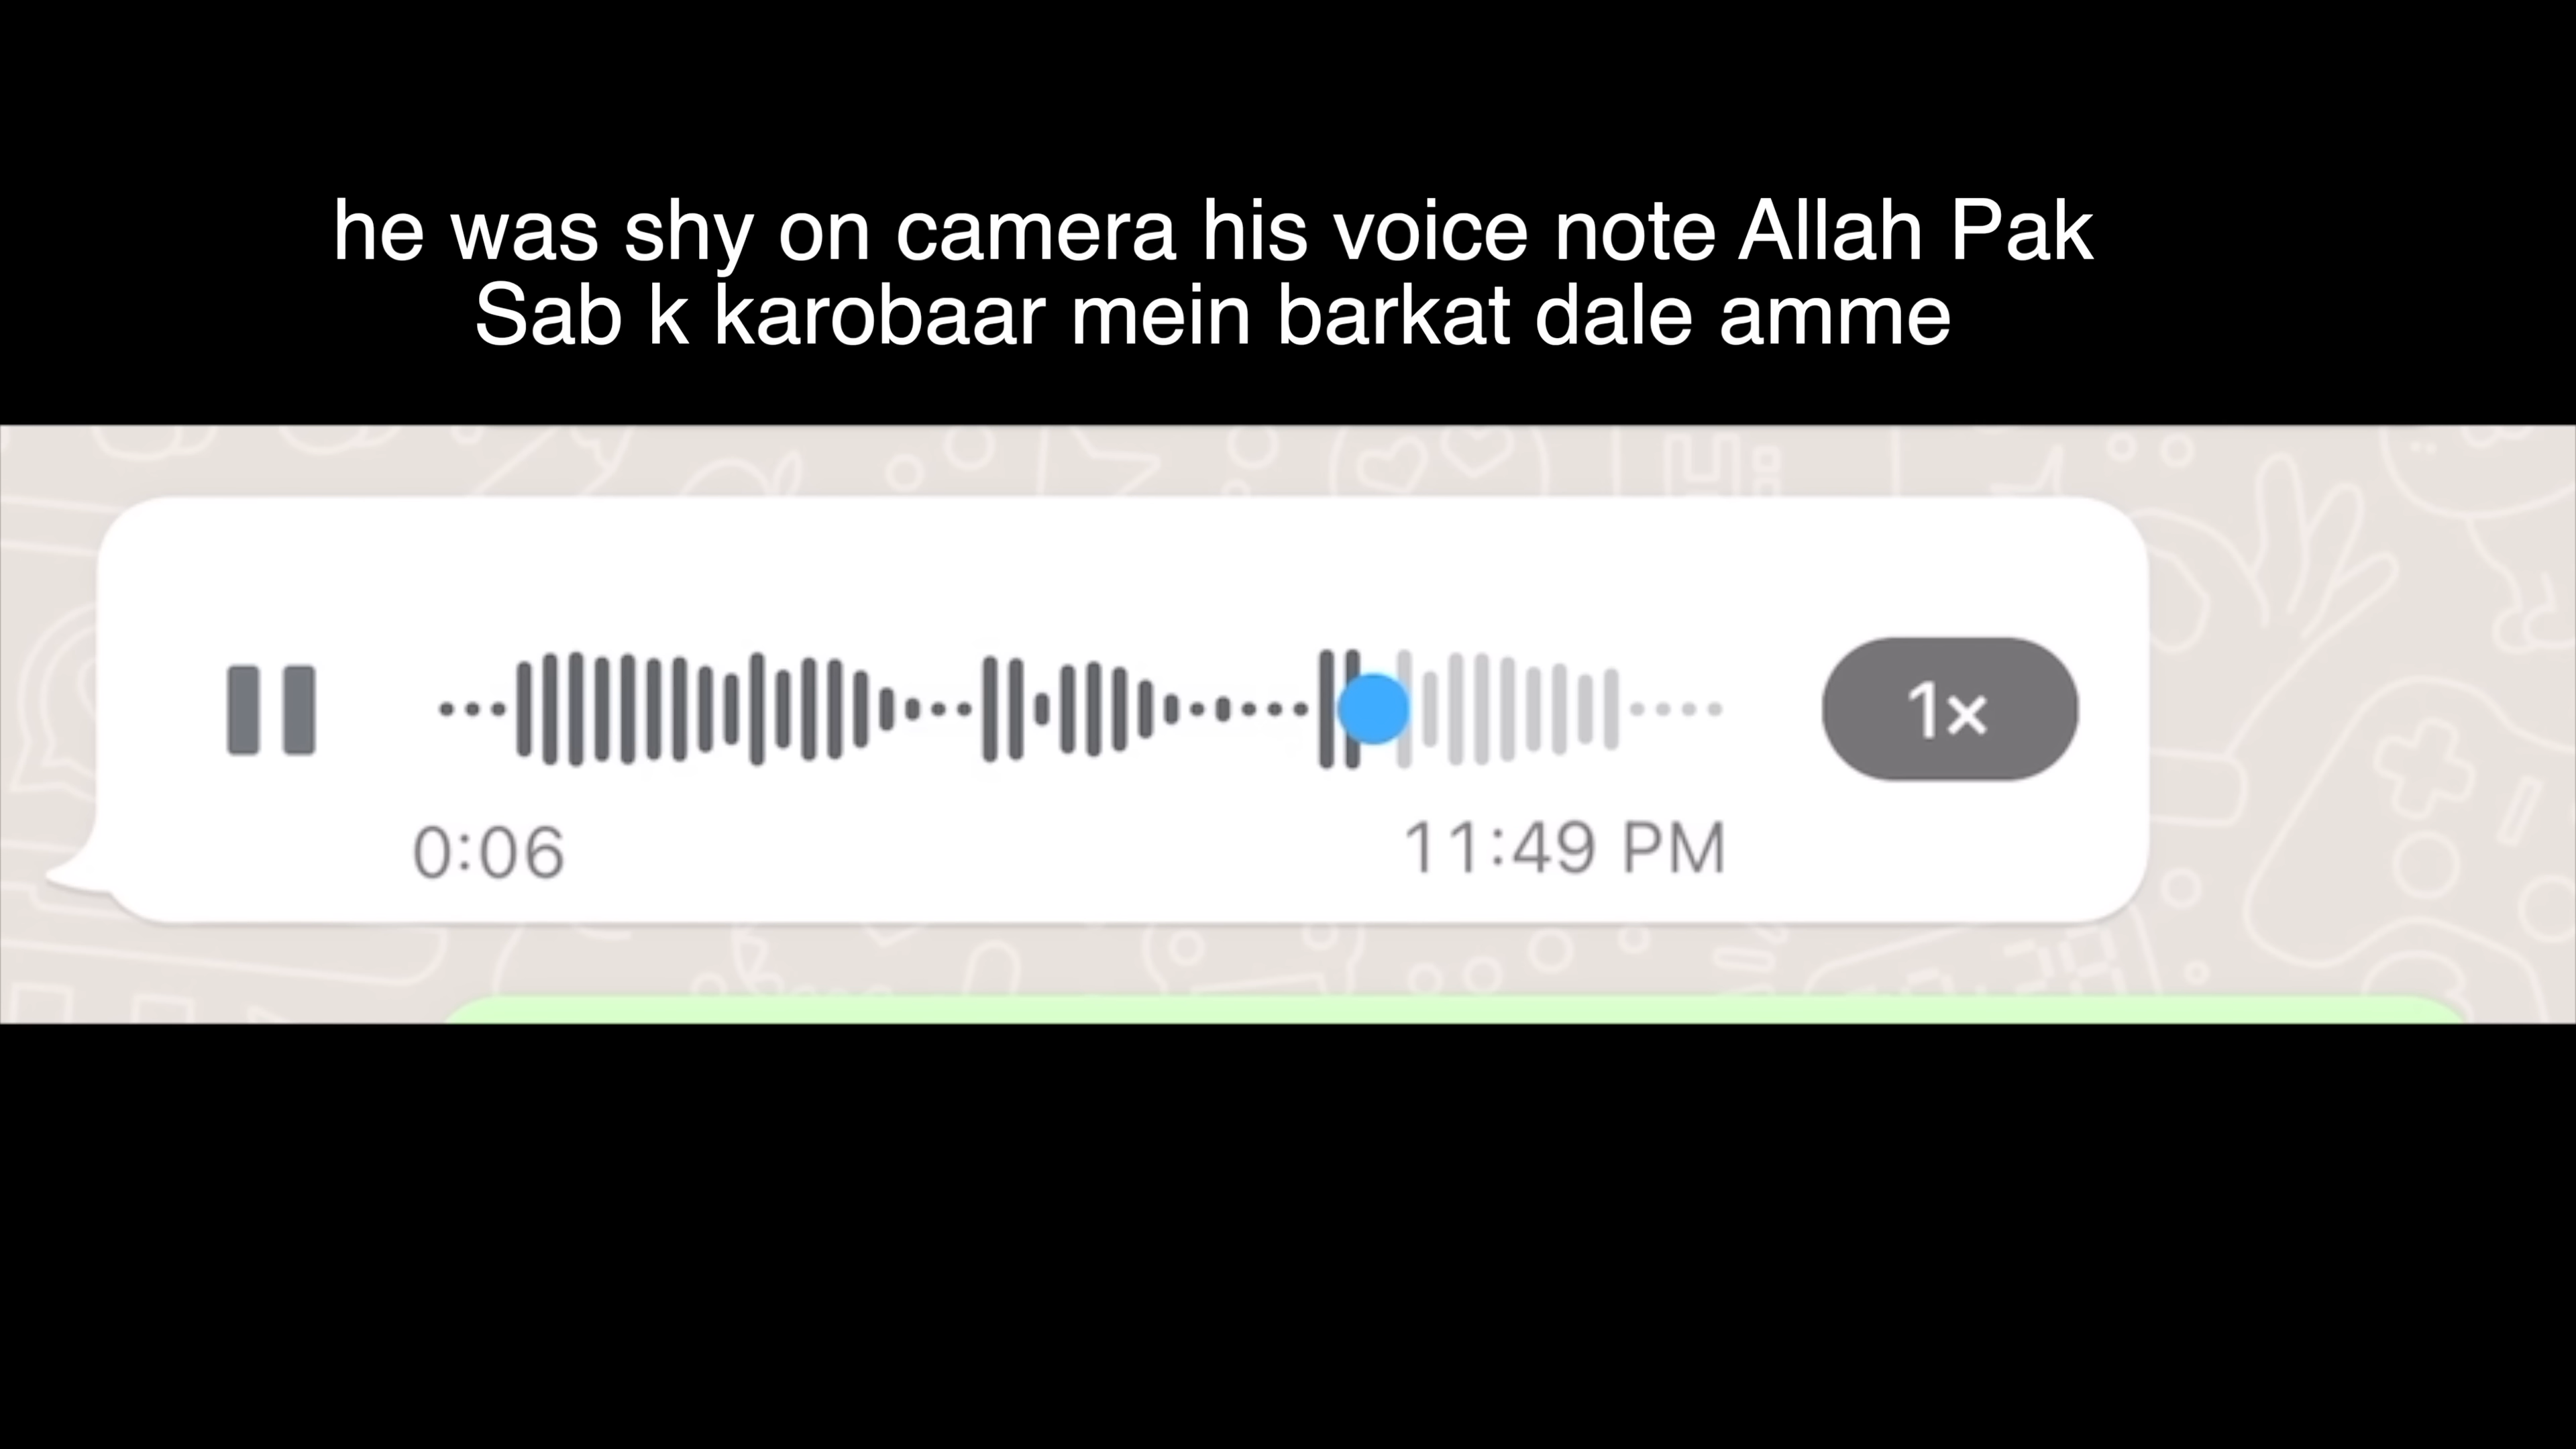 he was shy on camera his voice note Allah Pak
Sab k karobaar mein barkat dale amme
1×
0:06
11:49 PM